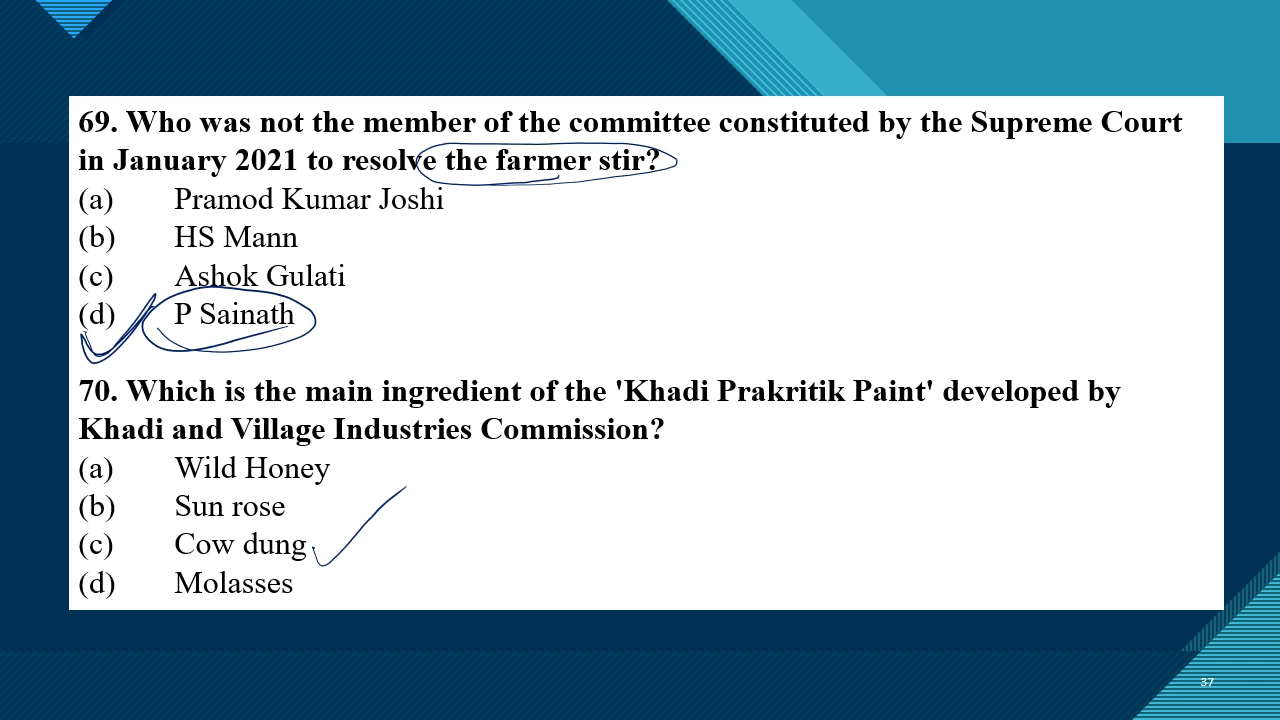 69. Who was not the member of the committee constituted by the Supreme Court
in January 2021 to resolve the farmer stir?
(a) Pramod Kumar Joshi
(b) HS Mann
(c) Ashok Gulati
(d) P Sainath
70. Which is the main ingredient of the 'Khadi Prakritik Paint' developed by
Khadi and Village Industries Commission?
(a) Wild Honey
(b) Sun rose
(c) Cow dung
(d) Molasses
37